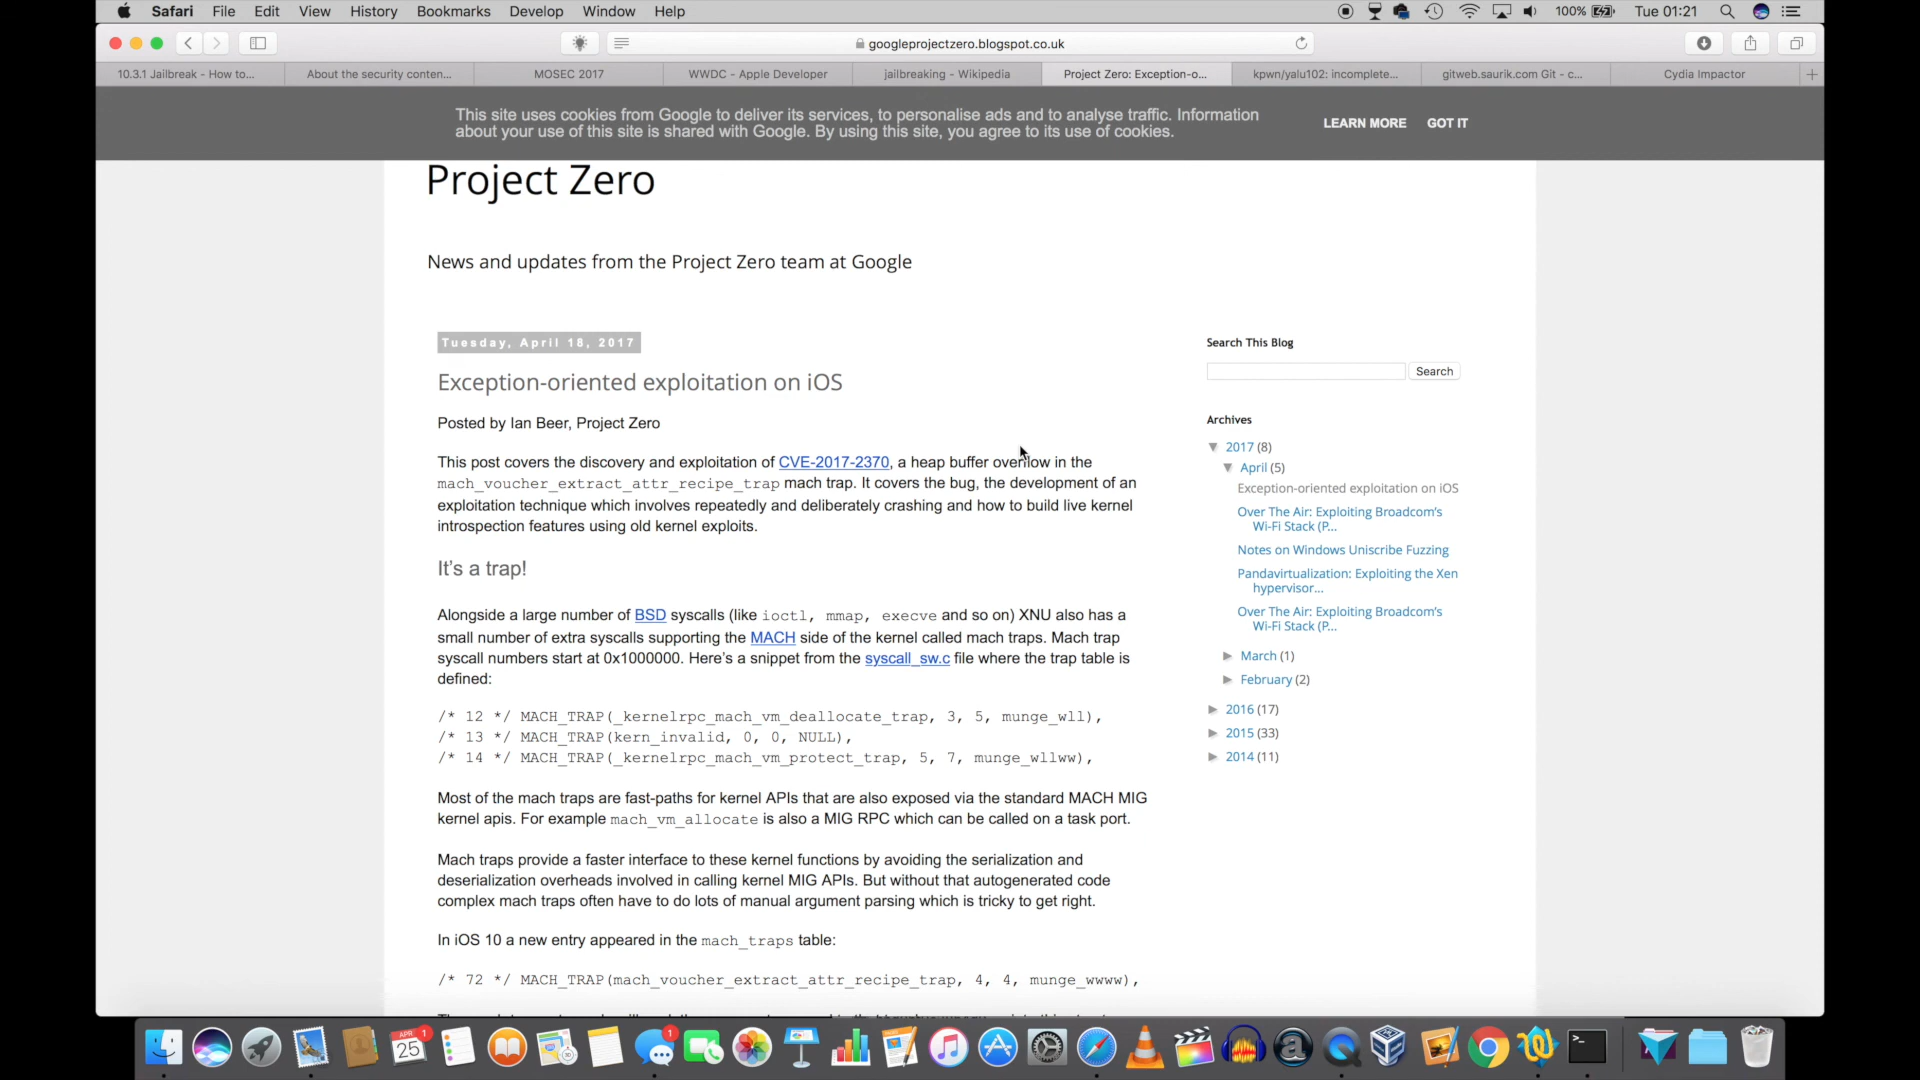 Safari File Edit View History Bookmarks Develop Window Help
100% Tue 01:21
googleprojectzero.blogspot.co.uk
10.3.1 Jailbreak - How to...
About the security conten...
MOSEC 2017
WWDC - Apple Developer
jailbreaking - Wikipedia
Project Zero: Exception-o...
kpwn/yalu102: incomplete...
gitweb.saurik.com Git - c...
Cydia Impactor
This site uses cookies from Google to deliver its services, to personalise ads and to analyse traffic. Information
about your use of this site is shared with Google. By using this site, you agree to its use of cookies.
LEARN MORE GOT IT
Project Zero
News and updates from the Project Zero team at Google
Tuesday, April 18, 2017
Exception-oriented exploitation on iOS
Posted by Ian Beer, Project Zero
This post covers the discovery and exploitation of CVE-2017-2370, a heap buffer overflow in the
mach_voucher_extract_attr_recipe_trap mach trap. It covers the bug, the development of an
exploitation technique which involves repeatedly and deliberately crashing and how to build live kernel
introspection features using old kernel exploits.
It's a trap!
Alongside a large number of BSD syscalls (like ioctl, mmap, execve and so on) XNU also has a
small number of extra syscalls supporting the MACH side of the kernel called mach traps. Mach trap
syscall numbers start at 0x1000000. Here's a snippet from the syscall_sw.c file where the trap table is
defined:
/* 12 */ MACH_TRAP(_kernelrpc_mach_vm_deallocate_trap, 3, 5, munge_wll),
/* 13 */ MACH_TRAP(kern_invalid, 0, 0, NULL),
/* 14 */ MACH_TRAP(_kernelrpc_mach_vm_protect_trap, 5, 7, munge_wllww),
Most of the mach traps are fast-paths for kernel APIs that are also exposed via the standard MACH MIG
kernel apis. For example mach_vm_allocate is also a MIG RPC which can be called on a task port.
Mach traps provide a faster interface to these kernel functions by avoiding the serialization and
deserialization overheads involved in calling kernel MIG APIs. But without that autogenerated code
complex mach traps often have to do lots of manual argument parsing which is tricky to get right.
In iOS 10 a new entry appeared in the mach_traps table:
/* 72 */ MACH_TRAP(mach_voucher_extract_attr_recipe_trap, 4, 4, munge_wwww),
Search This Blog
Search
Archives
▼ 2017 (8)
▼ April (5)
Exception-oriented exploitation on iOS
Over The Air: Exploiting Broadcom's
Wi-Fi Stack (P...
Notes on Windows Uniscribe Fuzzing
Pandavirtualization: Exploiting the Xen
hypervisor...
Over The Air: Exploiting Broadcom's
Wi-Fi Stack (P...
► March (1)
► February (2)
► 2016 (17)
► 2015 (33)
► 2014 (11)
APR 1
25
1